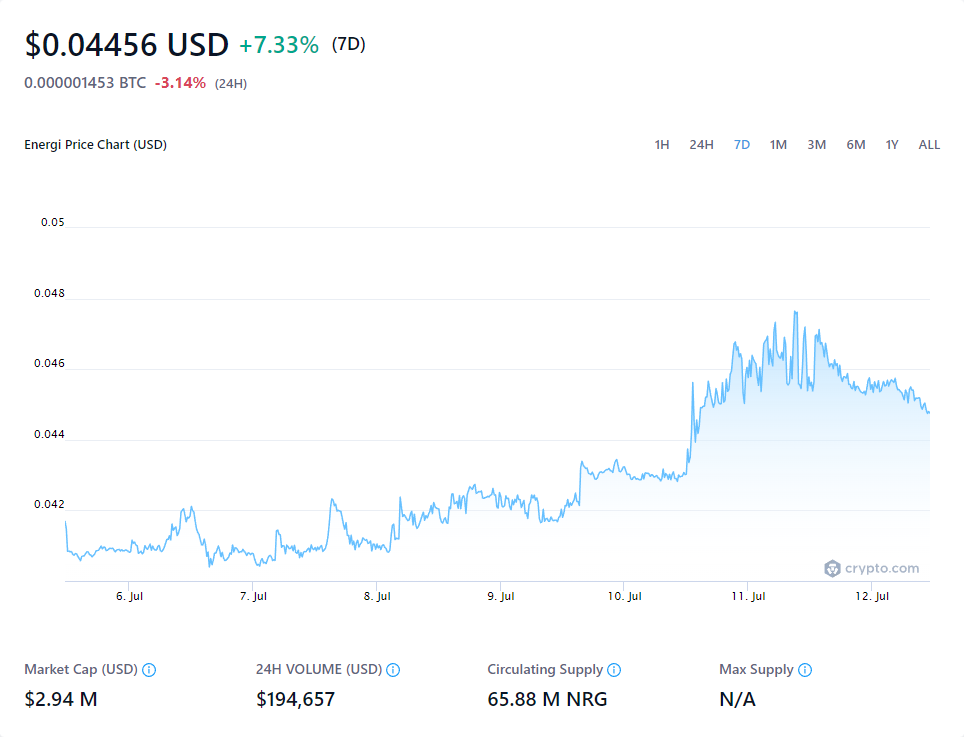 $0.04456 USD +7.33% (7D)
0.000001453 BTC -3.14% (24H)
Energi Price Chart (USD) 1H 24H 7D 1M 3M 6M 1Y ALL
0.05
0.048
0.046
0.044
0.042
crypto.com
6. Jul 7. Jul 8. Jul 9. Jul 10. Jul 11. Jul 12. Jul
Market Cap (USD) 24H VOLUME (USD) Circulating Supply Max Supply
$2.94 M $194,657 65.88 M NRG N/A